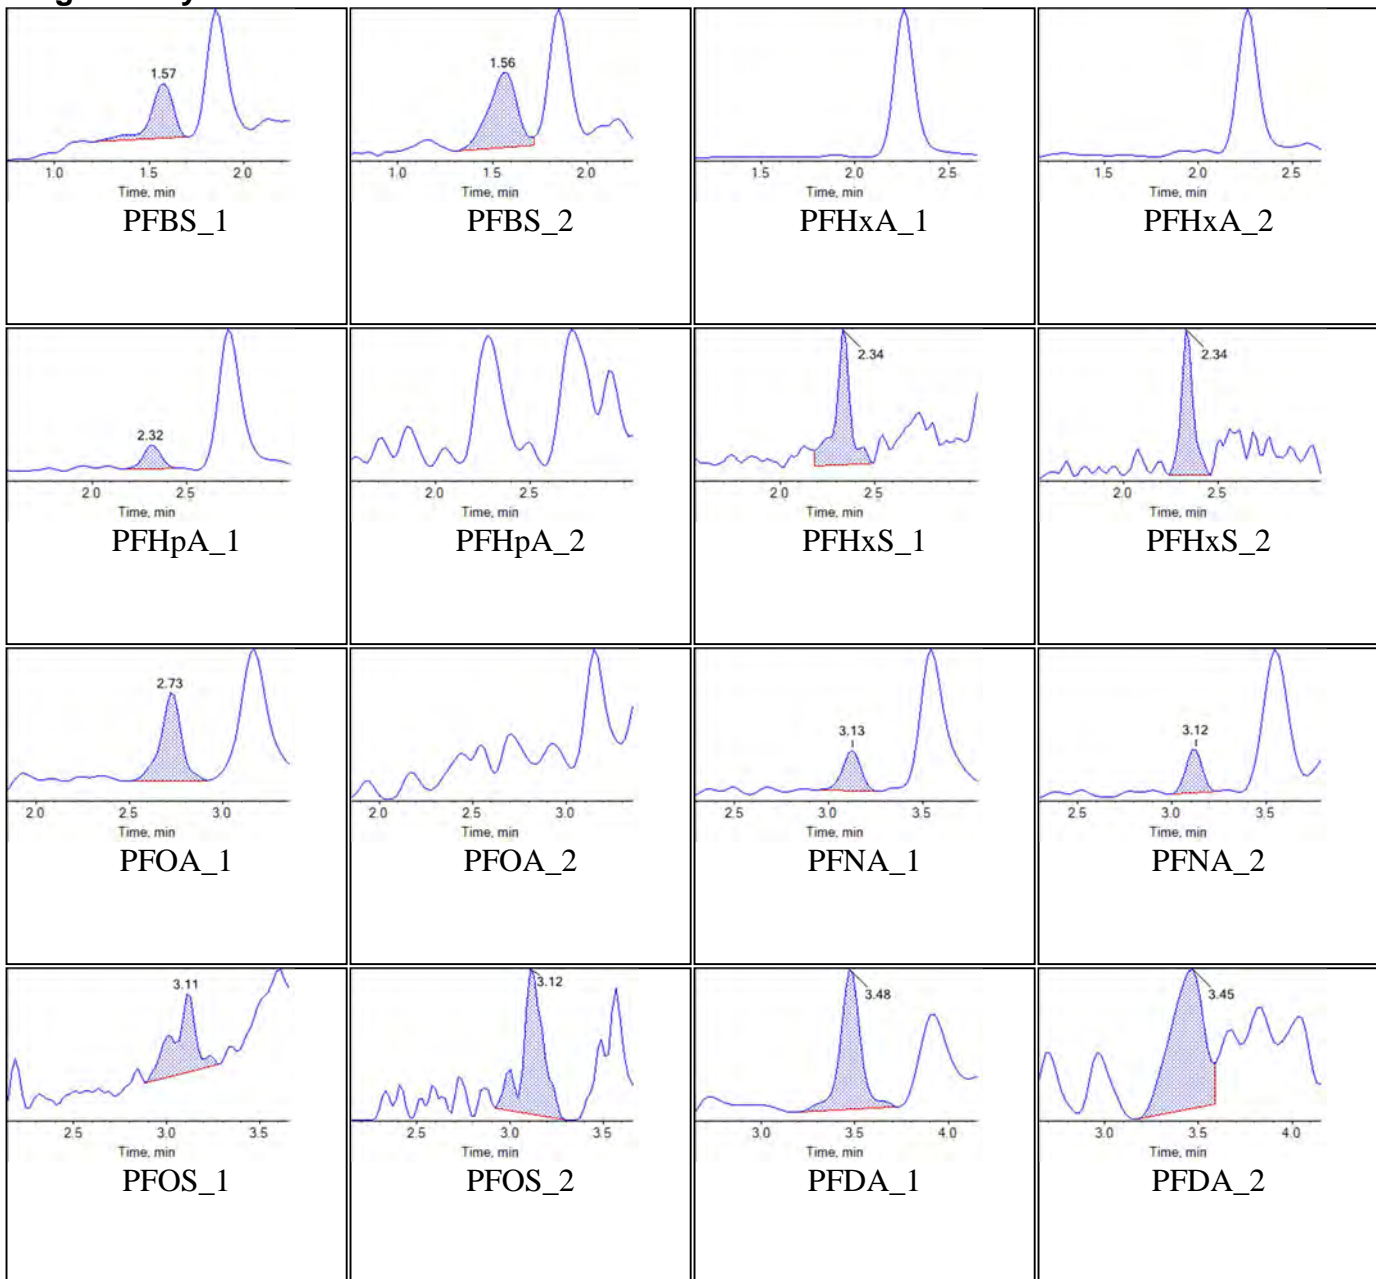 1.57
1.0 1.5 2.0
Time, min
PFBS_1
1.56
1.0 1.5 2.0
Time, min
PFBS_2
1.5 2.0 2.5
Time, min
PFHxA_1
1.5 2.0 2.5
Time, min
PFHxA_2
2.32
2.0 2.5
Time, min
PFHpA_1
2.0 2.5
Time, min
PFHpA_2
2.34
2.0 2.5
Time, min
PFHxS_1
2.34
2.0 2.5
Time, min
PFHxS_2
2.73
2.0 2.5 3.0
Time, min
PFOA_1
2.0 2.5 3.0
Time, min
PFOA_2
3.13
2.5 3.0 3.5
Time, min
PFNA_1
3.12
2.5 3.0 3.5
Time, min
PFNA_2
3.11
2.5 3.0 3.5
Time, min
PFOS_1
3.12
2.5 3.0 3.5
Time, min
PFOS_2
3.48
3.0 3.5 4.0
Time, min
PFDA_1
3.45
3.0 3.5 4.0
Time, min
PFDA_2